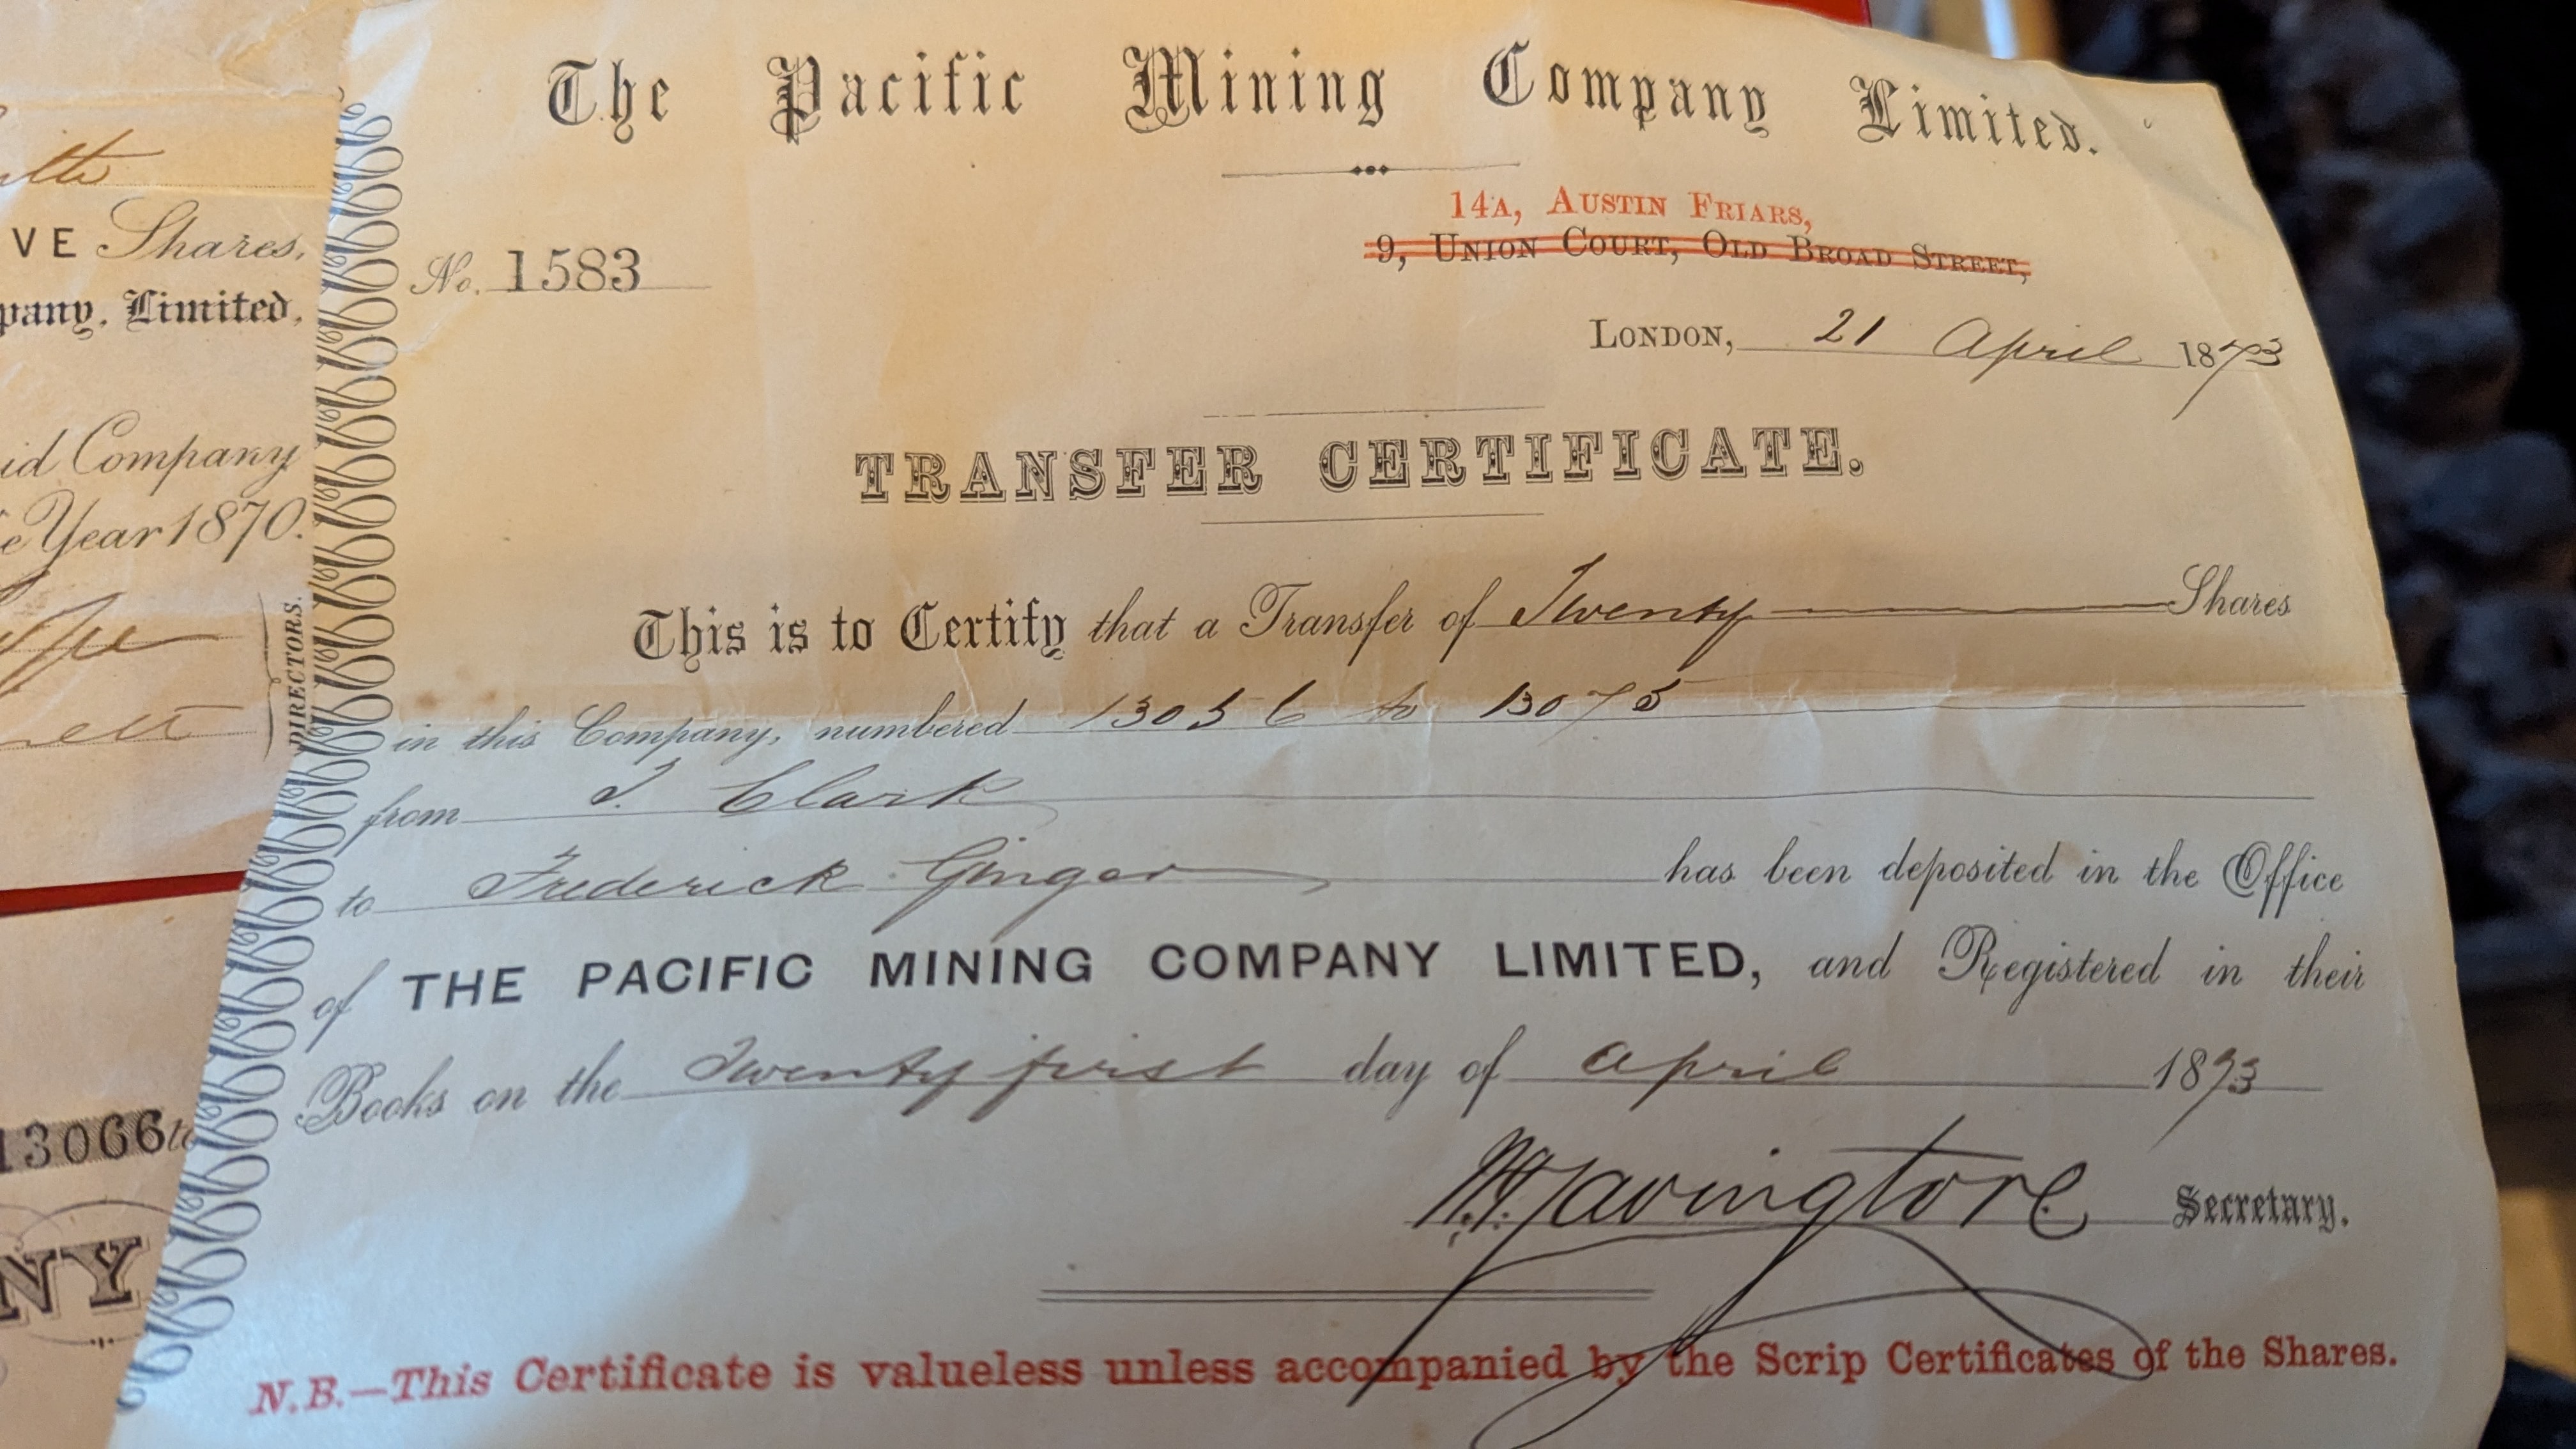 The Pacific Mining Company Limited.
14A, AUSTIN FRIARS,
9, UNION COURT, OLD BROAD STREET,
No. 1583
LONDON, 21 April 1873
TRANSFER CERTIFICATE.
This is to Certify that a Transfer of Twenty Shares
in this Company, numbered 13056 to 13075
from T. Clark
to Frederick Ginger has been deposited in the Office
of THE PACIFIC MINING COMPANY LIMITED, and Registered in their
Books on the Twenty first day of April 1873
Secretary.
N.B.—This Certificate is valueless unless accompanied by the Scrip Certificates of the Shares.
VE Shares,
pany, Limited,
id Company
e Year 1870.
DIRECTORS.
13066 to
NY